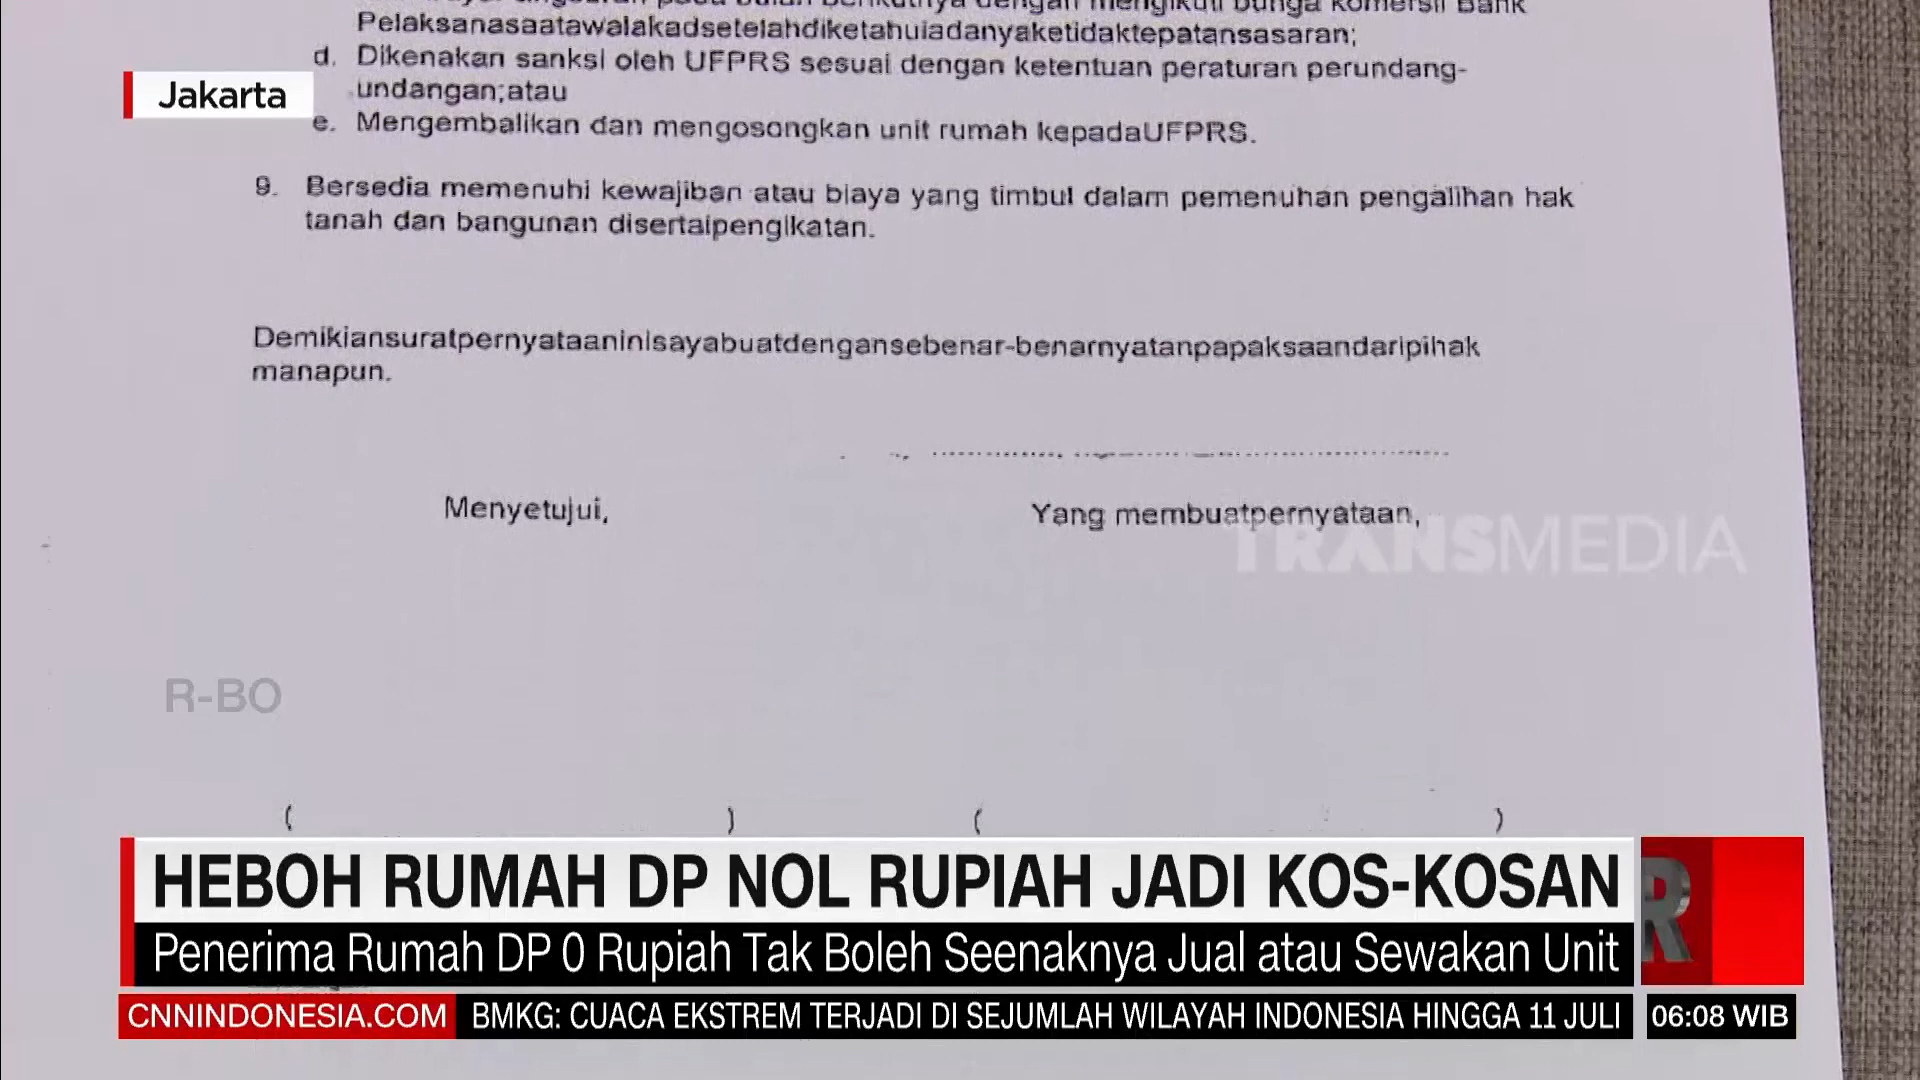 Pelaksanasaatawalakadsetelahdiketahuiadanyaketidaktepatansasaran;
d. Dikenakan sanksi oleh UFPRS sesuai dengan ketentuan peraturan perundang-
undangan;atau
Jakarta
e. Mengembalikan dan mengosongkan unit rumah kepadaUFPRS.
9. Bersedia memenuhi kewajiban atau biaya yang timbul dalam pemenuhan pengalihan hak
tanah dan bangunan disertaipengikatan.
Demikiansuratpernyataaninisayabuatdengansebenar-benarnyatanpapaksaandaripihak
manapun.
Menyetujui,
Yang membuatpernyataan,
TRANSMEDIA
R-BO
( )
( )
HEBOH RUMAH DP NOL RUPIAH JADI KOS-KOSAN
Penerima Rumah DP 0 Rupiah Tak Boleh Seenaknya Jual atau Sewakan Unit
R
CNNINDONESIA.COM
BMKG: CUACA EKSTREM TERJADI DI SEJUMLAH WILAYAH INDONESIA HINGGA 11 JULI
06:08 WIB